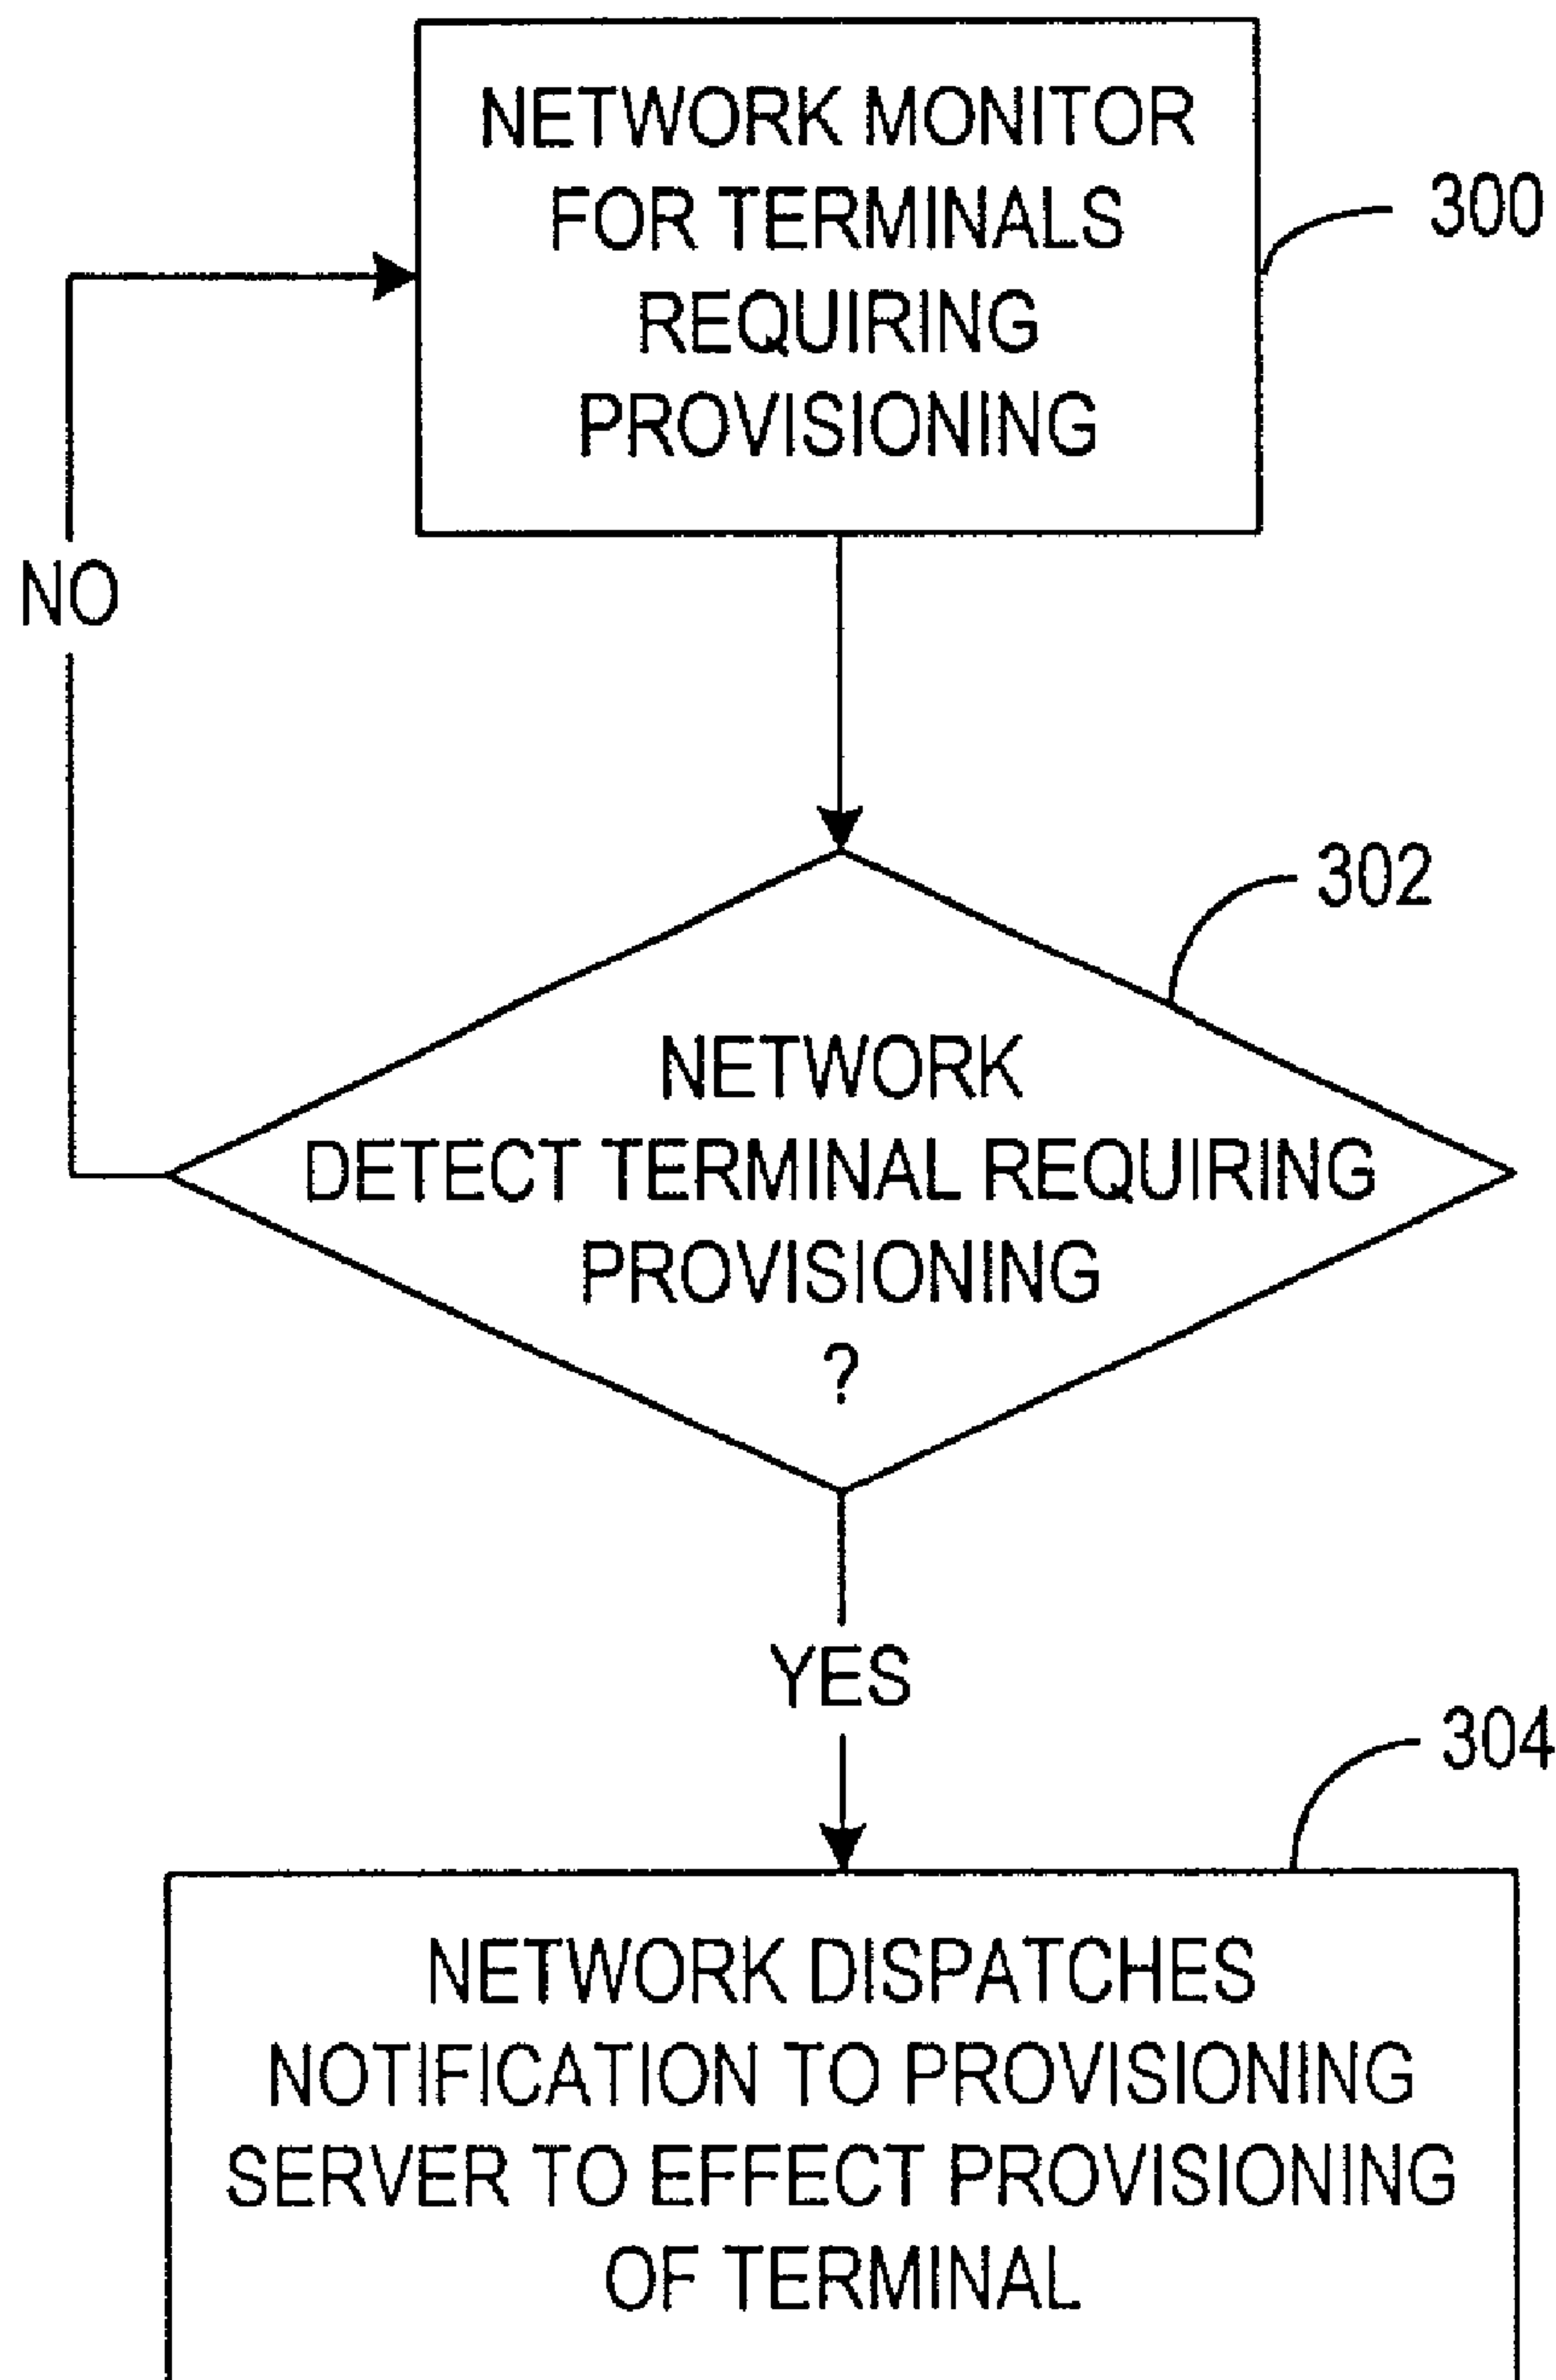 NETWORK MONITOR
FOR TERMINALS
REQUIRING
PROVISIONING
300
NO
302
NETWORK
DETECT TERMINAL REQUIRING
PROVISIONING
?
YES
304
NETWORK DISPATCHES
NOTIFICATION TO PROVISIONING
SERVER TO EFFECT PROVISIONING
OF TERMINAL